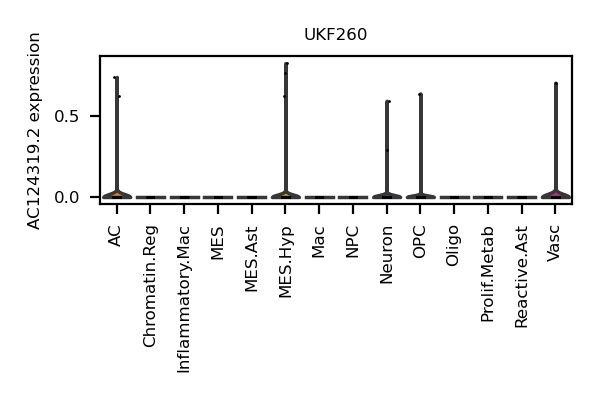 UKF260
AC124319.2 expression
0.5
0.0
AC
Chromatin.Reg
Inflammatory.Mac
MES
MES.Ast
MES.Hyp
Mac
NPC
Neuron
OPC
Oligo
Prolif.Metab
Reactive.Ast
Vasc